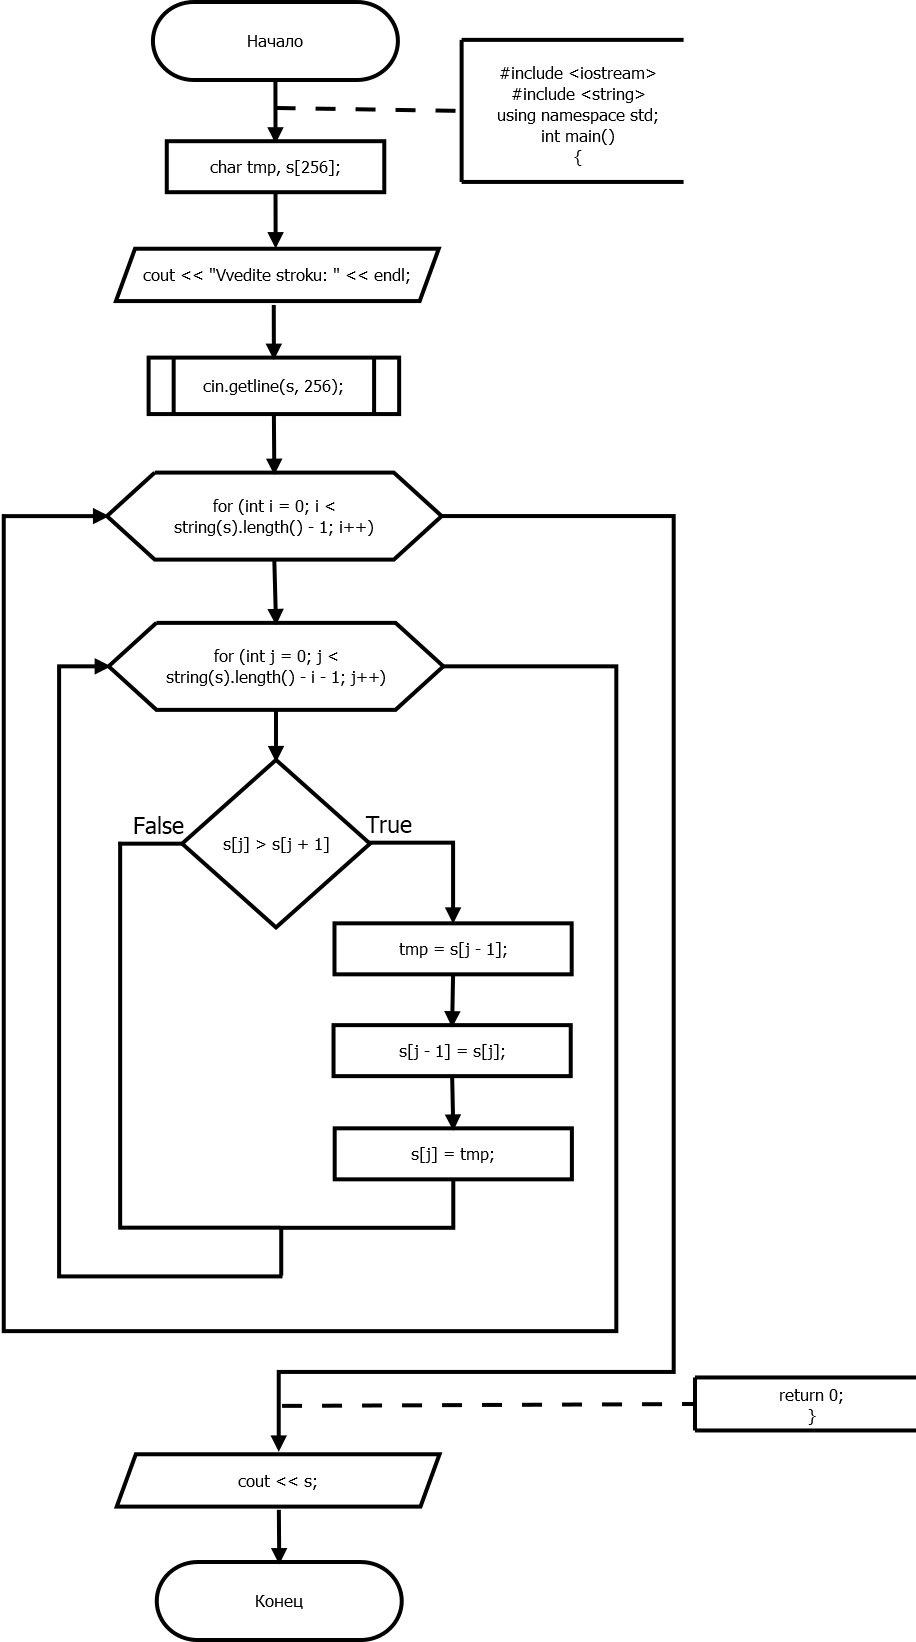 Начало
#include <iostream>
#include <string>
using namespace std;
int main()
{
char tmp, s[256];
cout << "Vvedite stroku: " << endl;
cin.getline(s, 256);
for (int i = 0; i <
string(s).length() - 1; i++)
for (int j = 0; j <
string(s).length() - i - 1; j++)
False
True
s[j] > s[j + 1]
tmp = s[j - 1];
s[j - 1] = s[j];
s[j] = tmp;
return 0;
}
cout << s;
Конец